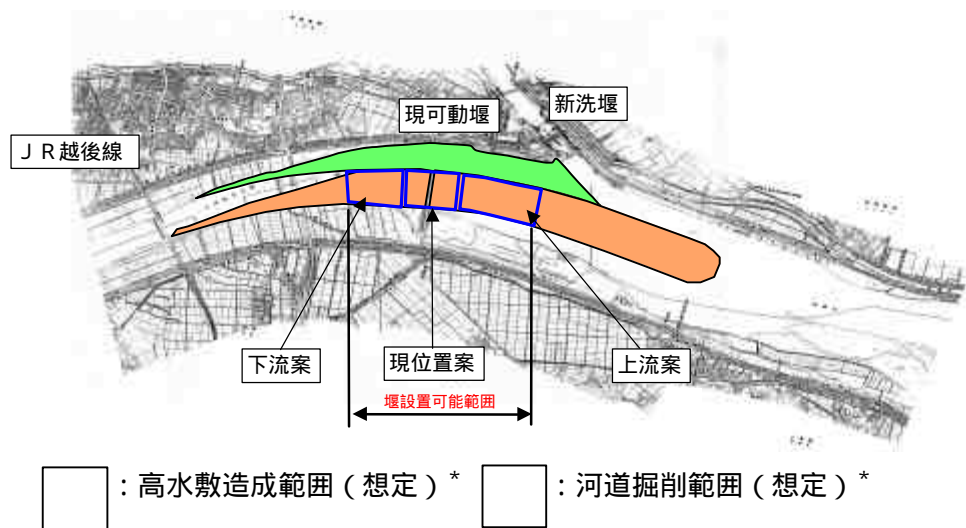 新洗堰
現可動堰
ＪＲ越後線
下流案
現位置案
上流案
堰設置可能範囲
：高水敷造成範囲（想定）*
：河道掘削範囲（想定）*